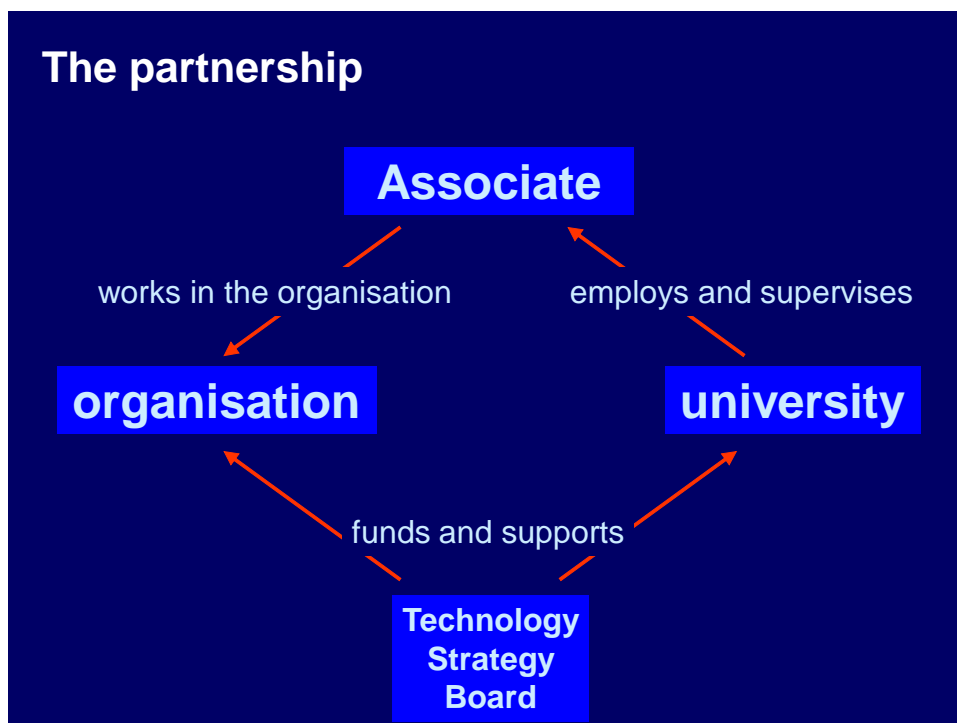 The partnership
Associate
works in the organisation
employs and supervises
organisation
university
funds and supports
Technology
Strategy
Board